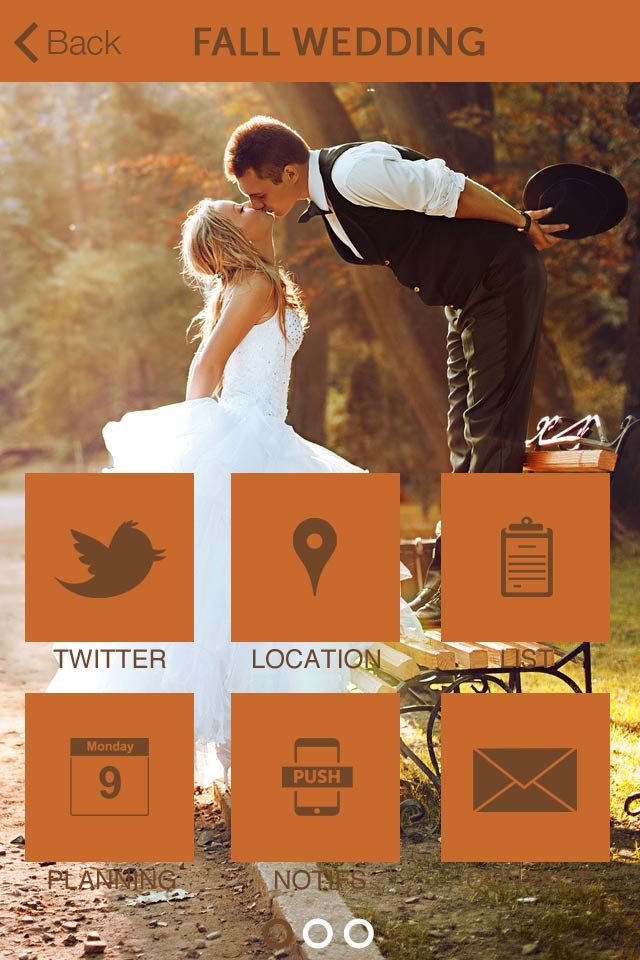 Back
FALL WEDDING
TWITTER
LOCATION
LIST
Monday
9
PUSH
PLANNING
NOTIFS